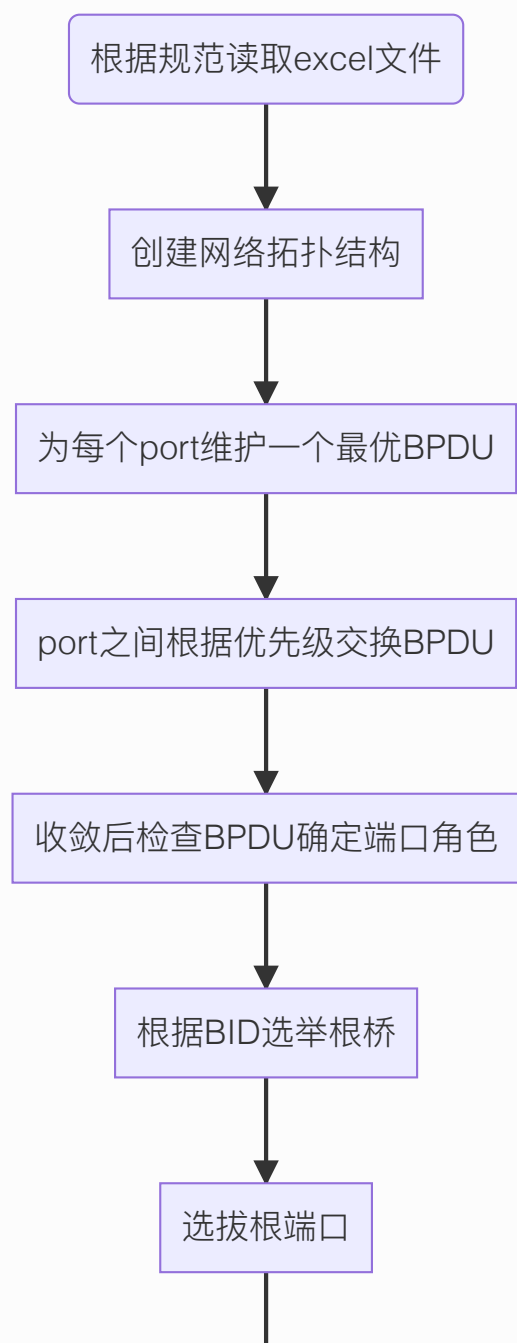 根据规范读取excel文件
创建网络拓扑结构
为每个port维护一个最优BPDU
port之间根据优先级交换BPDU
收敛后检查BPDU确定端口角色
根据BID选举根桥
选拔根端口